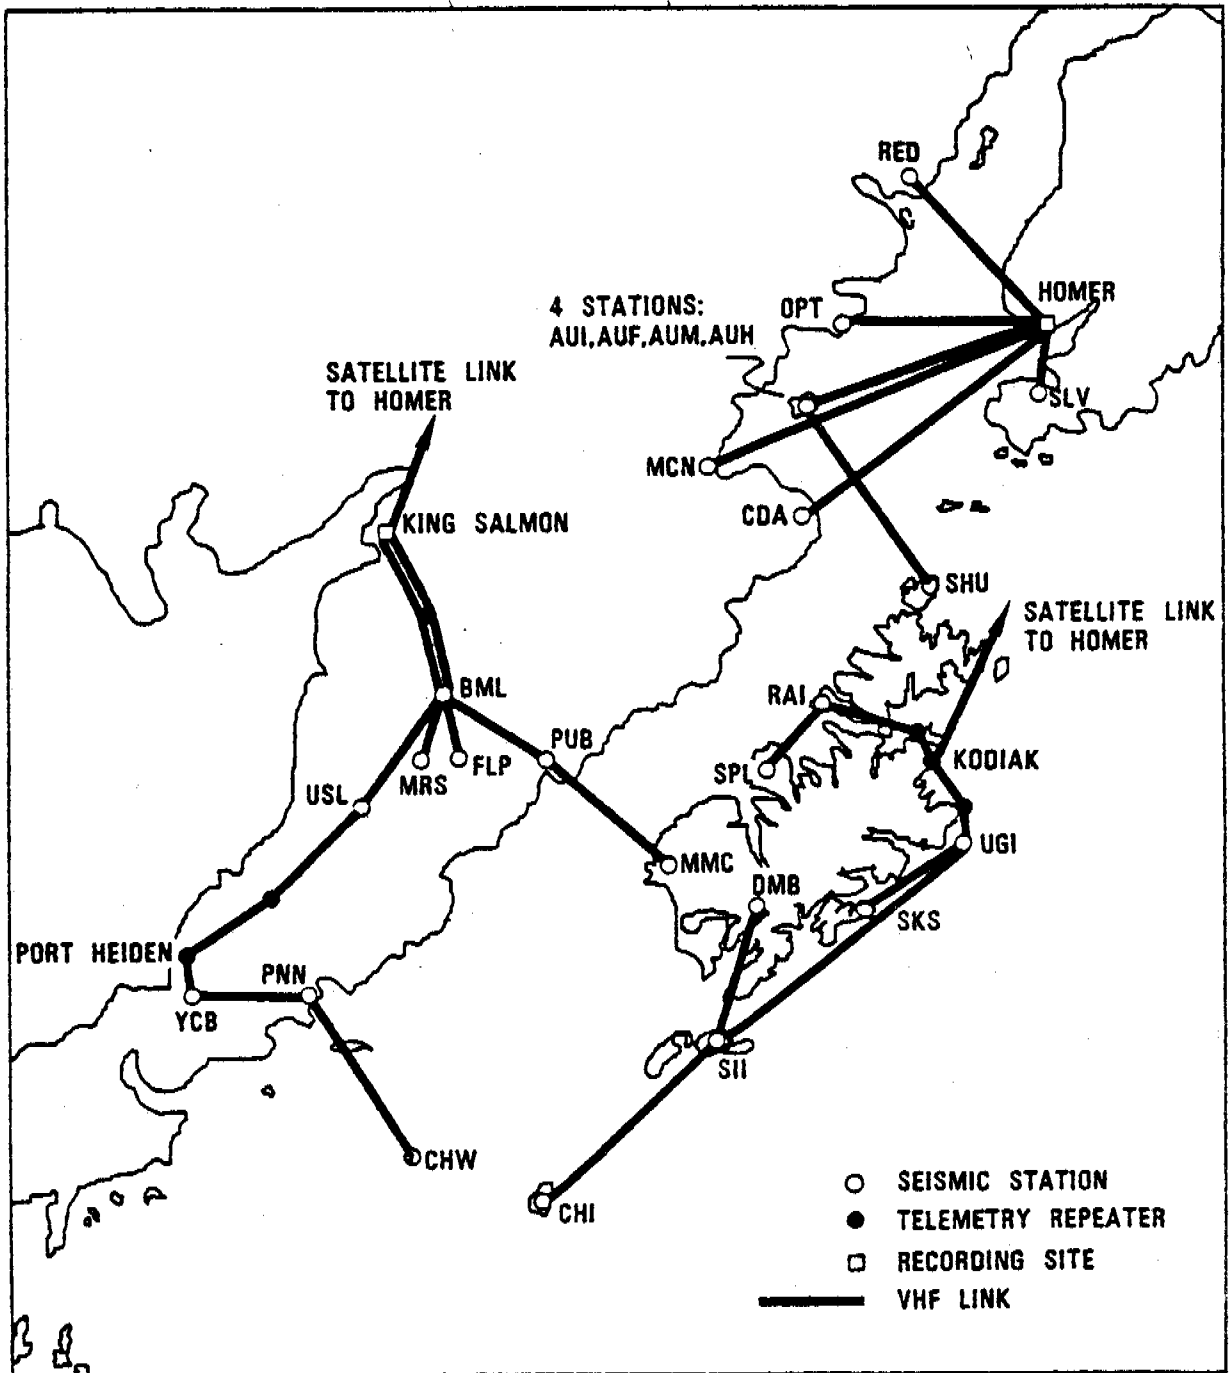 RED
HOMER
4 STATIONS:
AUI,AUF,AUM,AUH
OPT
SATELLITE LINK
TO HOMER
SLV
MCN
CDA
KING SALMON
SHU
SATELLITE LINK
TO HOMER
BML
RAI
PUB
KODIAK
SPL
FLP
MRS
USL
UGI
MMC
DMB
SKS
PORT HEIDEN
PNN
YCB
SII
CHW
CHI
SEISMIC STATION
TELEMETRY REPEATER
RECORDING SITE
VHF LINK